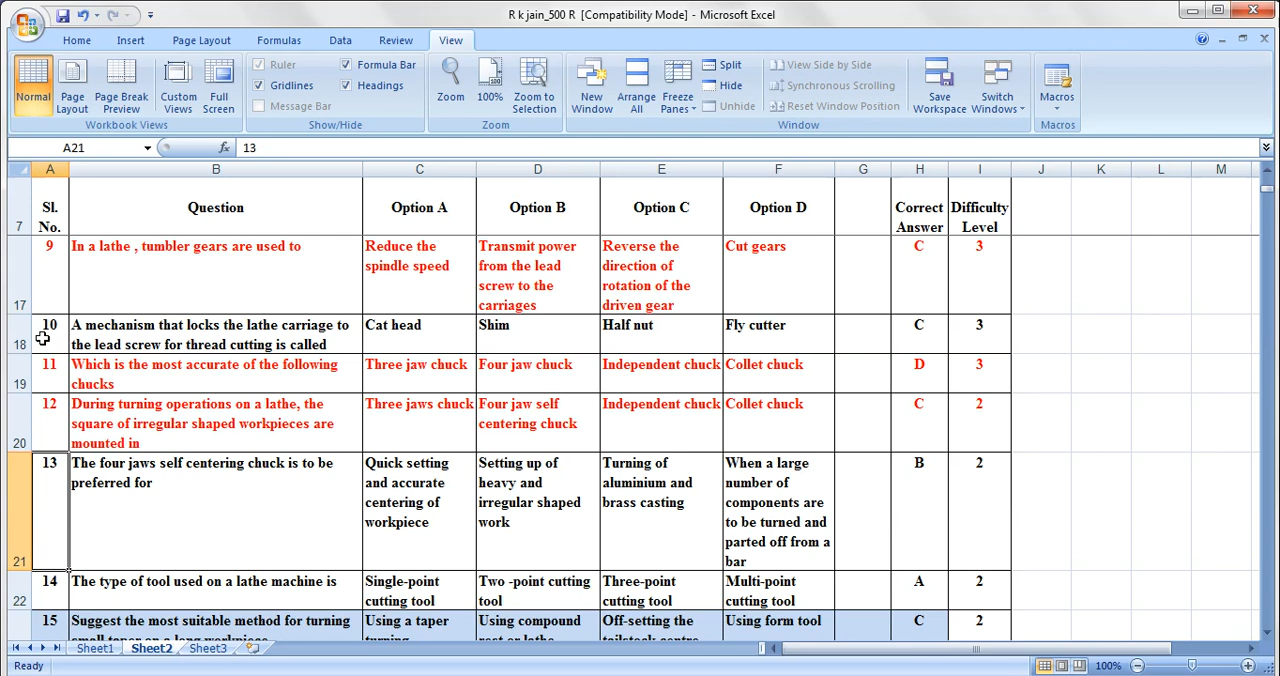 R k jain_500 R [Compatibility Mode] - Microsoft Excel
Home Insert Page Layout Formulas Data Review View
Normal
Page Layout
Page Break Preview
Custom Views
Full Screen
Workbook Views
Ruler
Gridlines
Message Bar
Formula Bar
Headings
Show/Hide
Zoom
100%
Zoom to Selection
Zoom
New Window
Arrange All
Freeze Panes
Split
Hide
Unhide
View Side by Side
Synchronous Scrolling
Reset Window Position
Window
Save Workspace
Switch Windows
Macros
Macros
A21 fx 13
A B C D E F G H I J K L M
7 Sl. No. Question Option A Option B Option C Option D Correct Answer Difficulty Level
17 9 In a lathe , tumbler gears are used to
Reduce the
spindle speed
Transmit power
from the lead
screw to the
carriages
Reverse the
direction of
rotation of the
driven gear
Cut gears
C 3
18 10 A mechanism that locks the lathe carriage to
the lead screw for thread cutting is called
Cat head
Shim
Half nut
Fly cutter
C 3
19 11 Which is the most accurate of the following
chucks
Three jaw chuck
Four jaw chuck
Independent chuck
Collet chuck
D 3
20 12 During turning operations on a lathe, the
square of irregular shaped workpieces are
mounted in
Three jaws chuck
Four jaw self
centering chuck
Independent chuck
Collet chuck
C 2
21 13 The four jaws self centering chuck is to be
preferred for
Quick setting
and accurate
centering of
workpiece
Setting up of
heavy and
irregular shaped
work
Turning of
aluminium and
brass casting
When a large
number of
components are
to be turned and
parted off from a
bar
B 2
22 14 The type of tool used on a lathe machine is
Single-point
cutting tool
Two -point cutting
tool
Three-point
cutting tool
Multi-point
cutting tool
A 2
15 Suggest the most suitable method for turning
small taper on a long workpiece
Using a taper
turning
Using compound
rest or lathe
Off-setting the
tailstock centre
Using form tool
C 2
Sheet1 Sheet2 Sheet3
Ready 100%